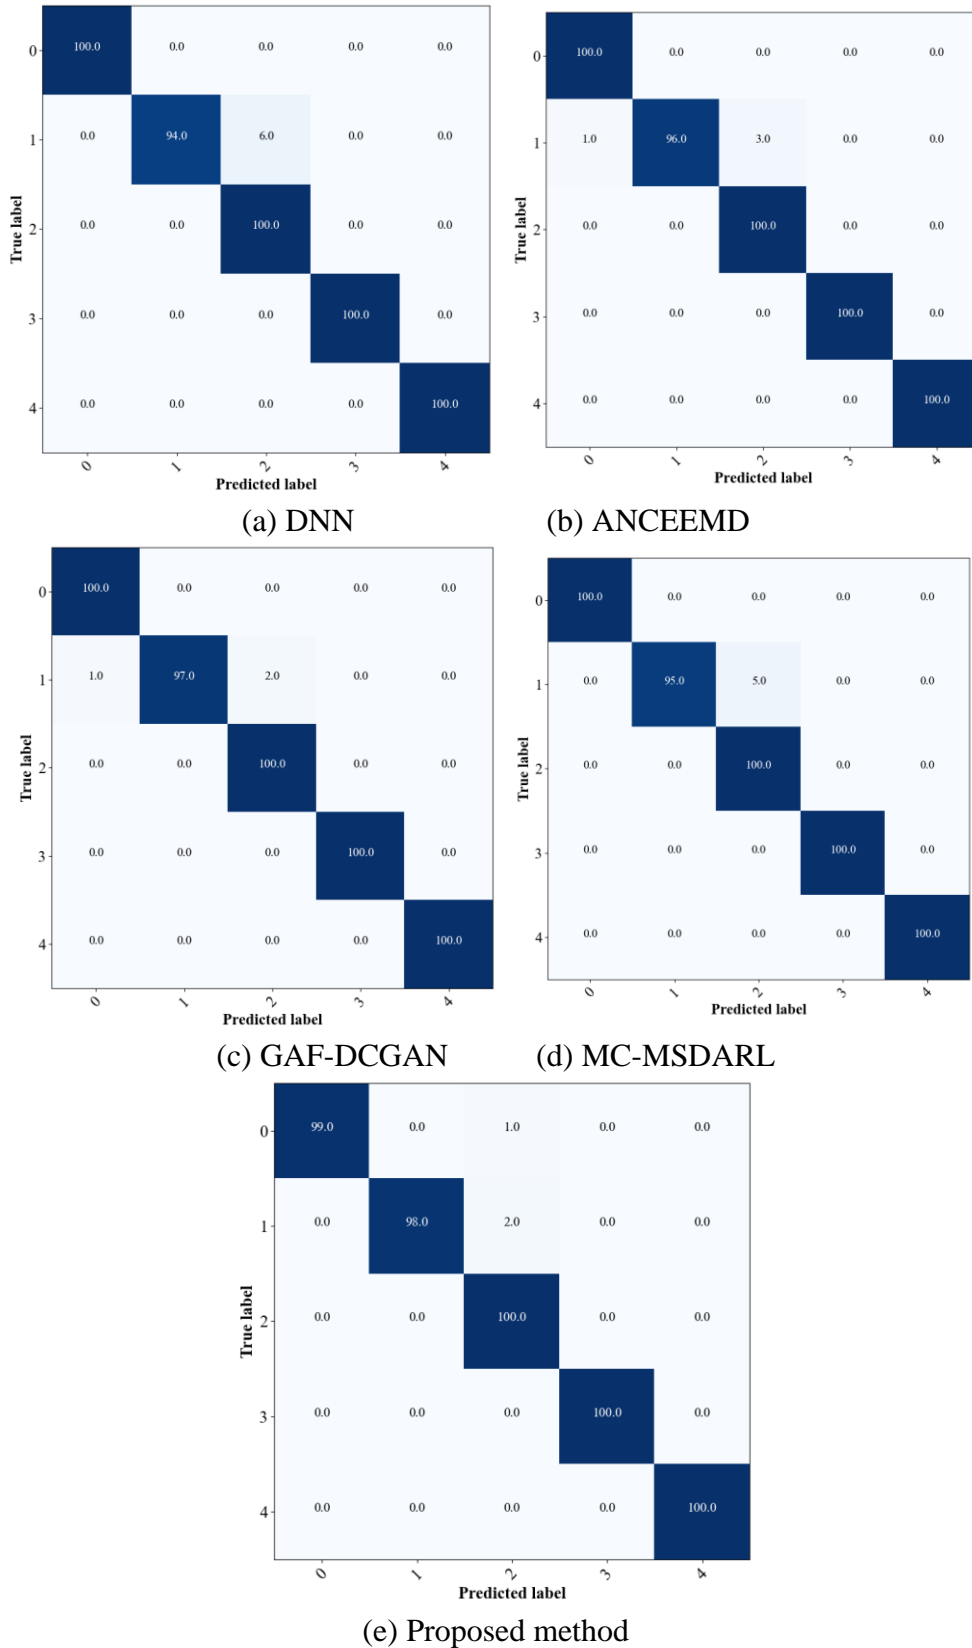 0 100.0 0.0 0.0 0.0 0.0
1 0.0 94.0 6.0 0.0 0.0
2 0.0 0.0 100.0 0.0 0.0
3 0.0 0.0 0.0 100.0 0.0
4 0.0 0.0 0.0 0.0 100.0
True label
0 1 2 3 4
Predicted label
(a) DNN
0 100.0 0.0 0.0 0.0 0.0
1 1.0 96.0 3.0 0.0 0.0
2 0.0 0.0 100.0 0.0 0.0
3 0.0 0.0 0.0 100.0 0.0
4 0.0 0.0 0.0 0.0 100.0
True label
0 1 2 3 4
Predicted label
(b) ANCEEMD
0 100.0 0.0 0.0 0.0 0.0
1 1.0 97.0 2.0 0.0 0.0
2 0.0 0.0 100.0 0.0 0.0
3 0.0 0.0 0.0 100.0 0.0
4 0.0 0.0 0.0 0.0 100.0
True label
0 1 2 3 4
Predicted label
(c) GAF-DCGAN
0 100.0 0.0 0.0 0.0 0.0
1 0.0 95.0 5.0 0.0 0.0
2 0.0 0.0 100.0 0.0 0.0
3 0.0 0.0 0.0 100.0 0.0
4 0.0 0.0 0.0 0.0 100.0
True label
0 1 2 3 4
Predicted label
(d) MC-MSDARL
0 99.0 0.0 1.0 0.0 0.0
1 0.0 98.0 2.0 0.0 0.0
2 0.0 0.0 100.0 0.0 0.0
3 0.0 0.0 0.0 100.0 0.0
4 0.0 0.0 0.0 0.0 100.0
True label
0 1 2 3 4
Predicted label
(e) Proposed method